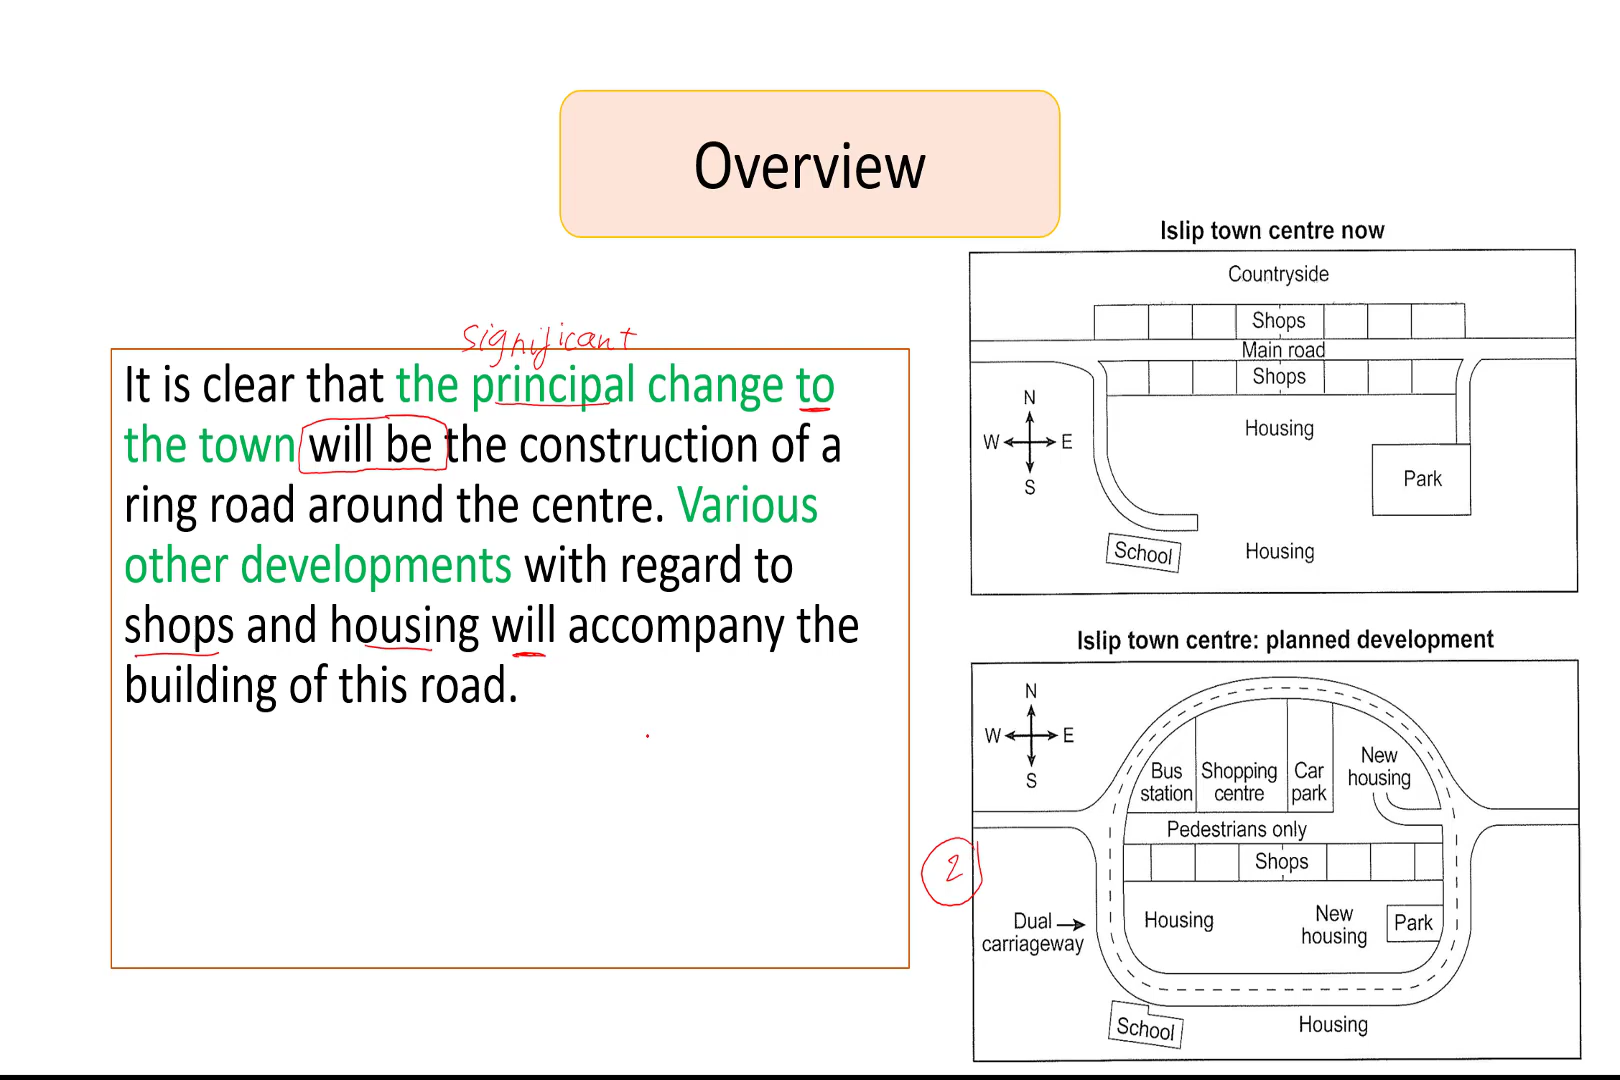 Overview
significant
It is clear that the principal change to
the town will be the construction of a
ring road around the centre. Various
other developments with regard to
shops and housing will accompany the
building of this road.
Islip town centre now
Countryside
Shops
Main road
Shops
N
W E
S
Housing
Park
School
Housing
Islip town centre: planned development
N
W E
S
Bus
station
Shopping
centre
Car
park
New
housing
Pedestrians only
2
Shops
Dual
carriageway
Housing
New
housing
Park
School
Housing